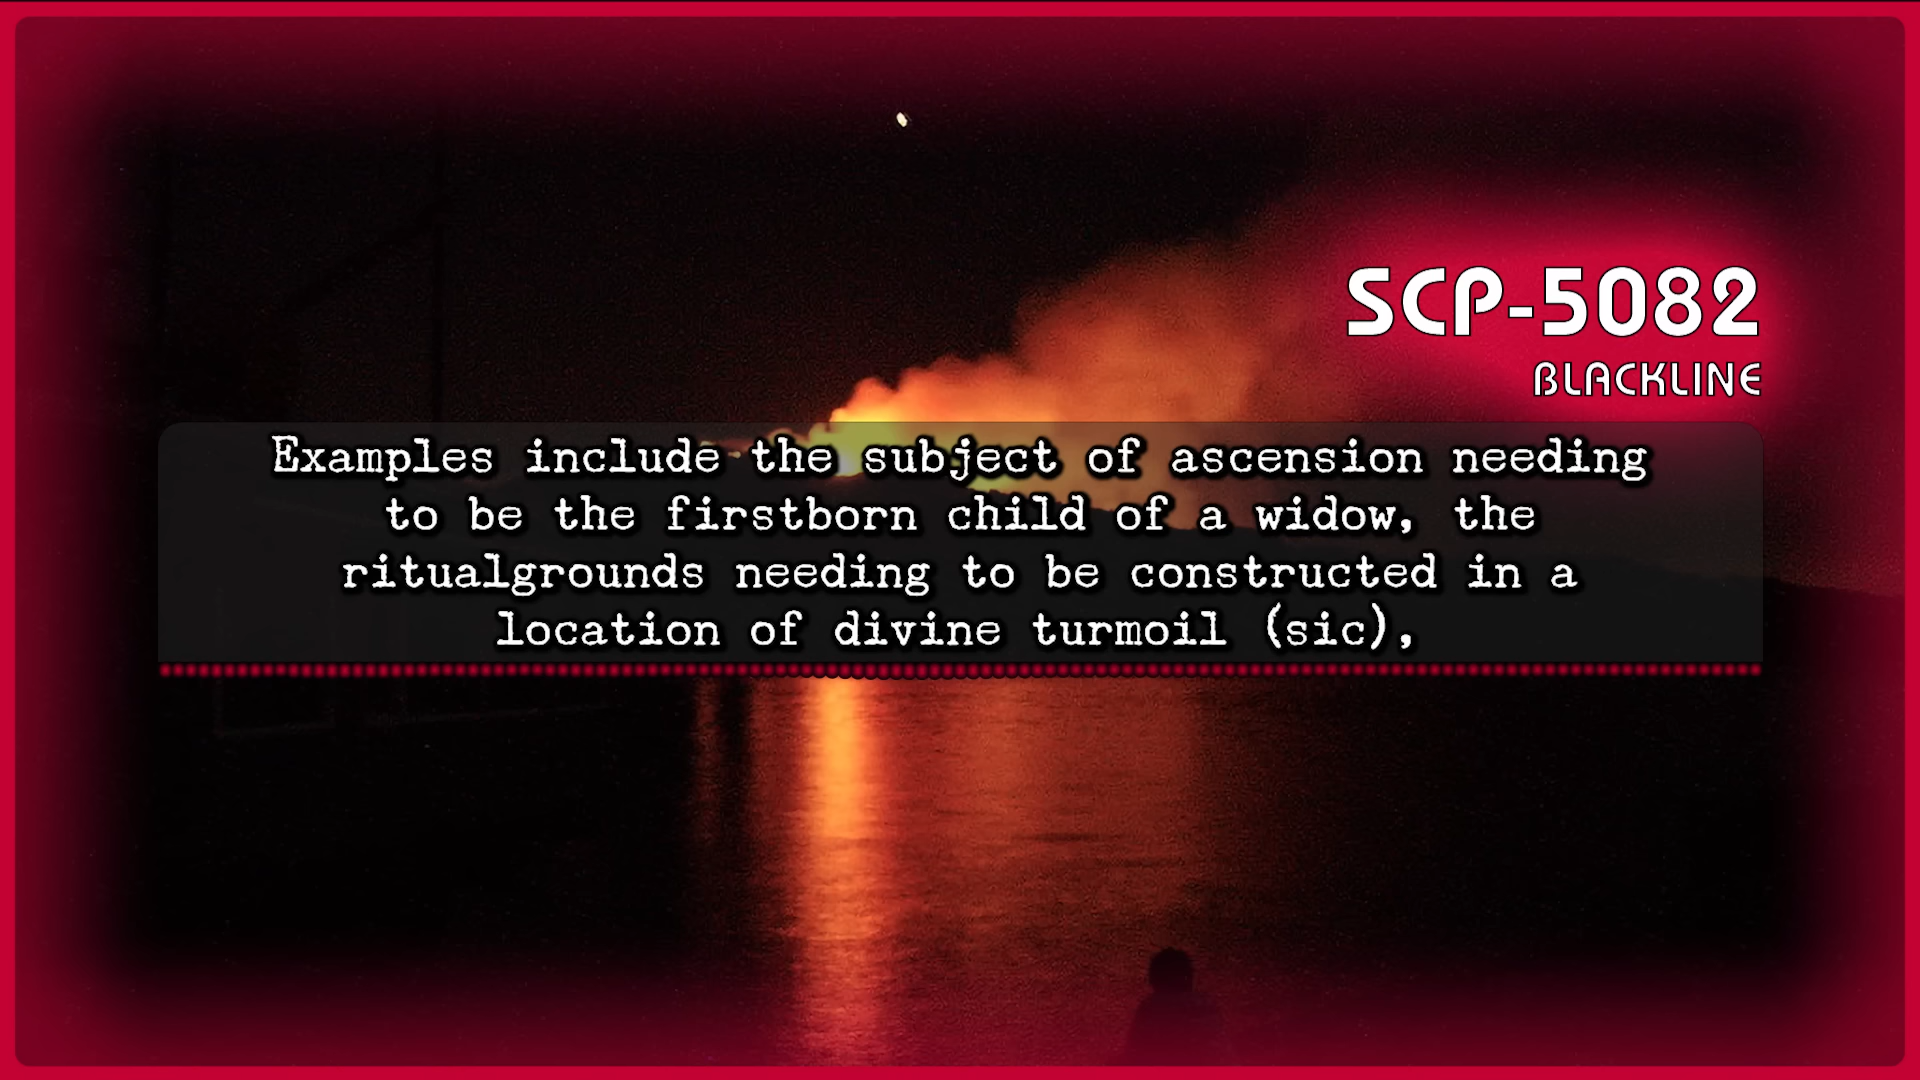 SCP-5082
BLACKLINE
Examples include the subject of ascension needing
to be the firstborn child of a widow, the
ritualgrounds needing to be constructed in a
location of divine turmoil (sic),